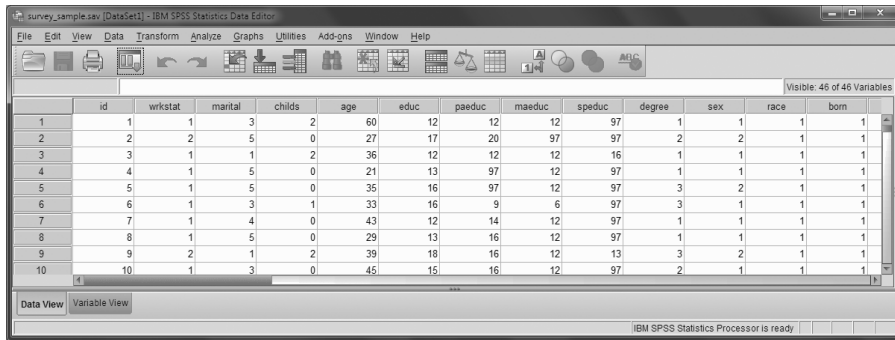 survey_sample.sav [DataSet1] - IBM SPSS Statistics Data Editor
File Edit View Data Transform Analyze Graphs Utilities Add-ons Window Help
Visible: 46 of 46 Variables
id wrkstat marital childs age educ paeduc maeduc speduc degree sex race born
1 1 1 3 2 60 12 12 12 97 1 1 1 1
2 2 2 5 0 27 17 20 97 97 2 2 1 1
3 3 1 1 2 36 12 12 12 16 1 1 1 1
4 4 1 5 0 21 13 97 12 97 1 1 1 1
5 5 1 5 0 35 16 97 12 97 3 2 1 1
6 6 1 3 1 33 16 9 6 97 3 1 1 1
7 7 1 4 0 43 12 14 12 97 1 1 1 1
8 8 1 5 0 29 13 16 12 97 1 1 1 1
9 9 2 1 2 39 18 16 12 13 3 2 1 1
10 10 1 3 0 45 15 16 12 97 2 1 1 1
Data View Variable View
IBM SPSS Statistics Processor is ready